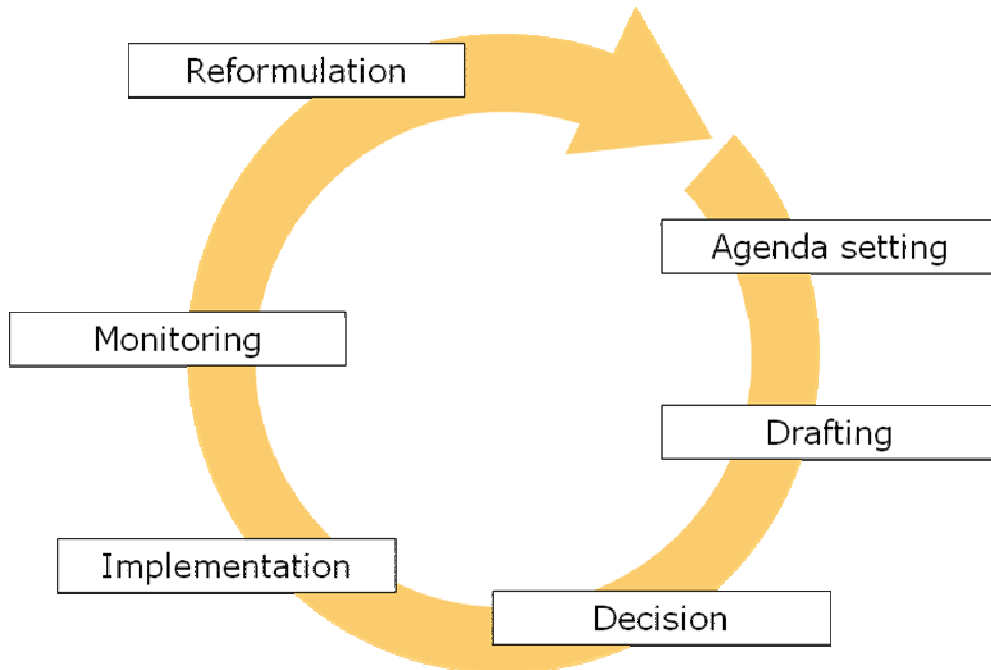 Reformulation
Agenda setting
Monitoring
Drafting
Implementation
Decision